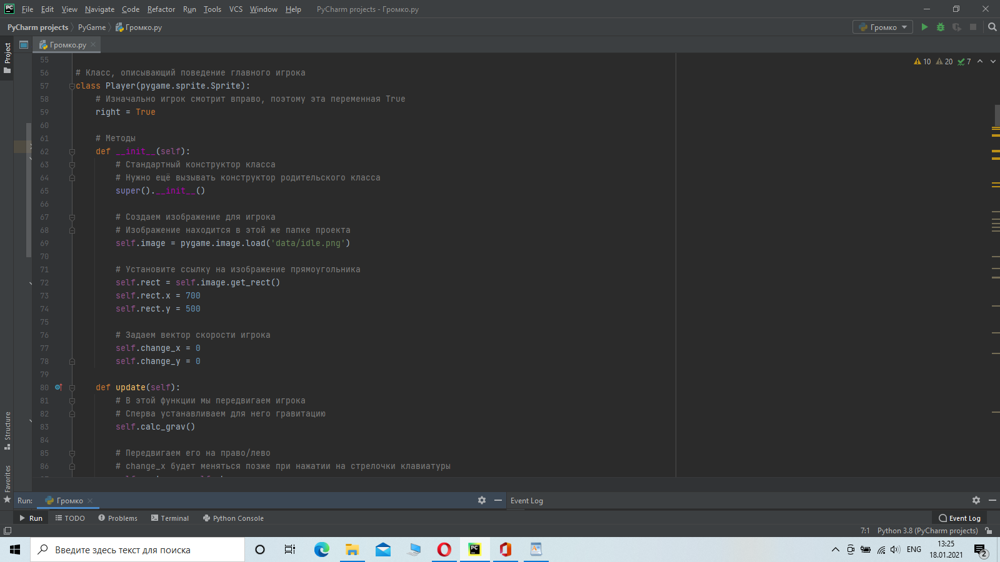 PC File Edit View Navigate Code Refactor Run Tools VCS Window Help PyCharm projects - Громко.py
PyCharm projects PyGame Громко.py Громко
Project Громко.py
10 20 7
55
56 # Класс, описывающий поведение главного игрока
57 class Player(pygame.sprite.Sprite):
58 # Изначально игрок смотрит вправо, поэтому эта переменная True
59 right = True
60
61 # Методы
62 def __init__(self):
63 # Стандартный конструктор класса
64 # Нужно ещё вызывать конструктор родительского класса
65 super().__init__()
66
67 # Создаем изображение для игрока
68 # Изображение находится в этой же папке проекта
69 self.image = pygame.image.load('data/idle.png')
70
71 # Установите ссылку на изображение прямоугольника
72 self.rect = self.image.get_rect()
73 self.rect.x = 700
74 self.rect.y = 500
75
76 # Задаем вектор скорости игрока
77 self.change_x = 0
78 self.change_y = 0
79
80 def update(self):
81 # В этой функции мы передвигаем игрока
82 # Сперва устанавливаем для него гравитацию
83 self.calc_grav()
84
85 # Передвигаем его на право/лево
86 # change_x будет меняться позже при нажатии на стрелочки клавиатуры
Structure
Favorites
Run: Громко Event Log
Run TODO Problems Terminal Python Console Event Log
7:1 Python 3.8 (PyCharm projects)
Введите здесь текст для поиска PC ENG 13:25
18.01.2021 2